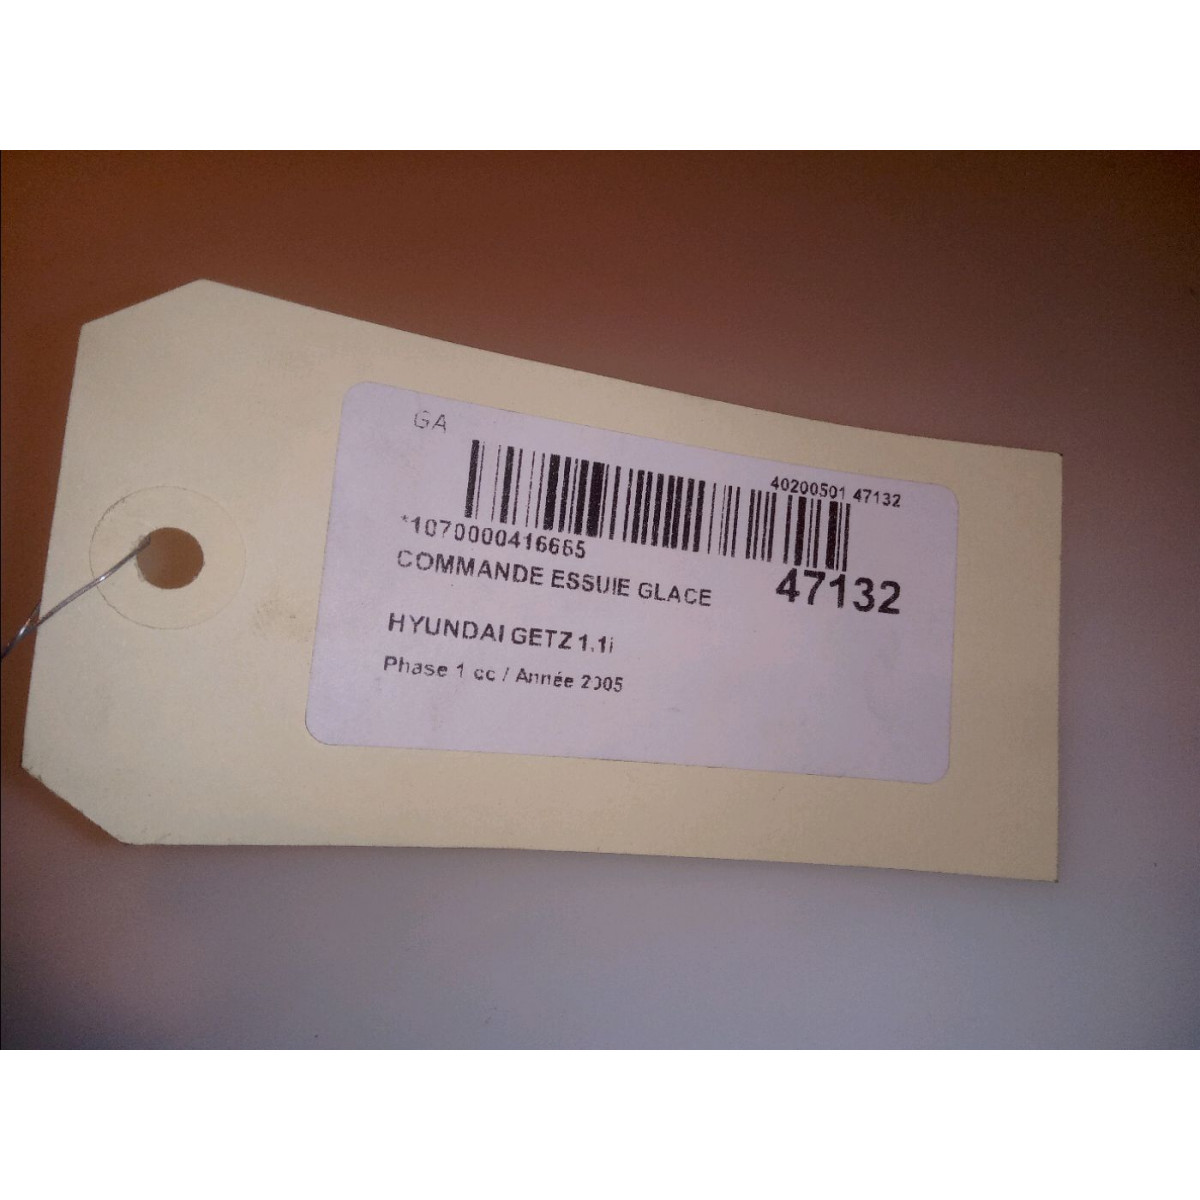 GA
40200501 47132
*1070000416665
COMMANDE ESSUIE GLACE
47132
HYUNDAI GETZ 1.1i
Phase 1 cc / Année 2005